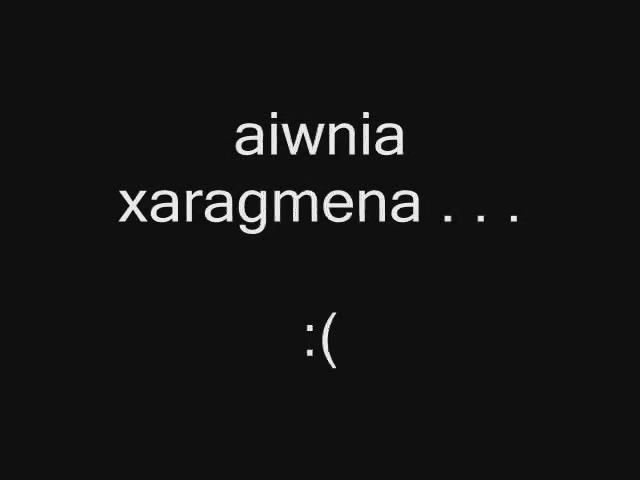 aiwnia
xaragmena . . .
:(